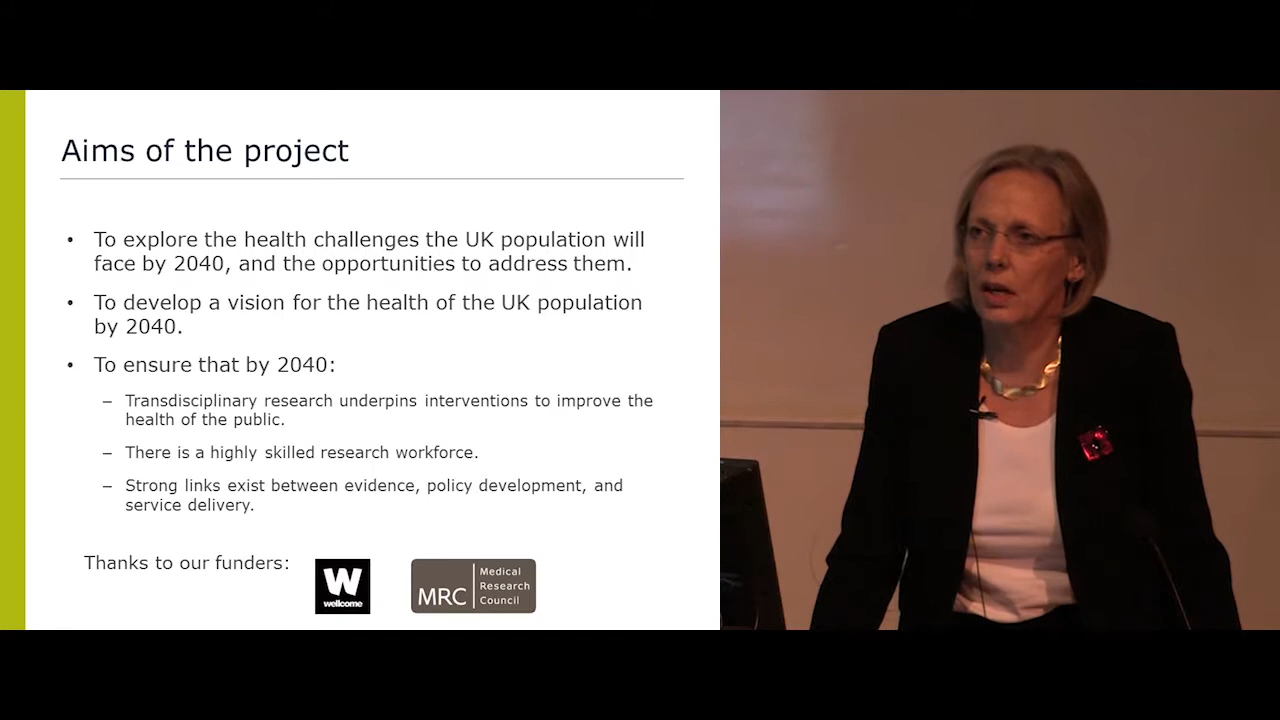 Aims of the project
• To explore the health challenges the UK population will
face by 2040, and the opportunities to address them.
• To develop a vision for the health of the UK population
by 2040.
• To ensure that by 2040:
– Transdisciplinary research underpins interventions to improve the
health of the public.
– There is a highly skilled research workforce.
– Strong links exist between evidence, policy development, and
service delivery.
Thanks to our funders:
W
wellcome
MRC
Medical
Research
Council